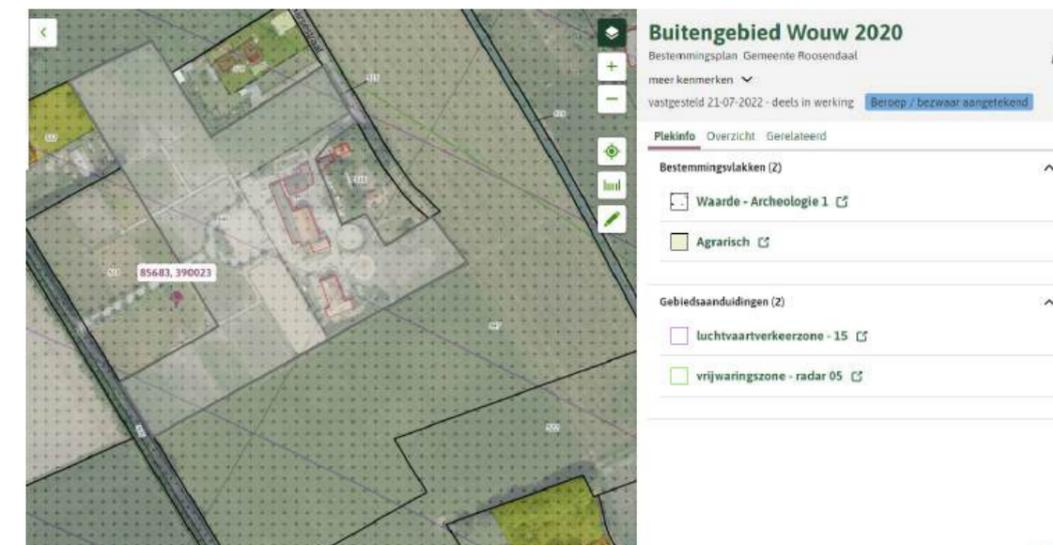 Buitengebied Wouw 2020
Bestemmingsplan Gemeente Roosendaal
meer kenmerken
vastgesteld 21-07-2022 - deels in werking Beroep / bezwaar aangetekend
Plekinfo Overzicht Gerelateerd
Bestemmingsvlakken (2)
Waarde - Archeologie 1
Agrarisch
Gebiedsaanduidingen (2)
luchtvaartverkeerzone - 15
vrijwaringszone - radar 05
85683, 390023